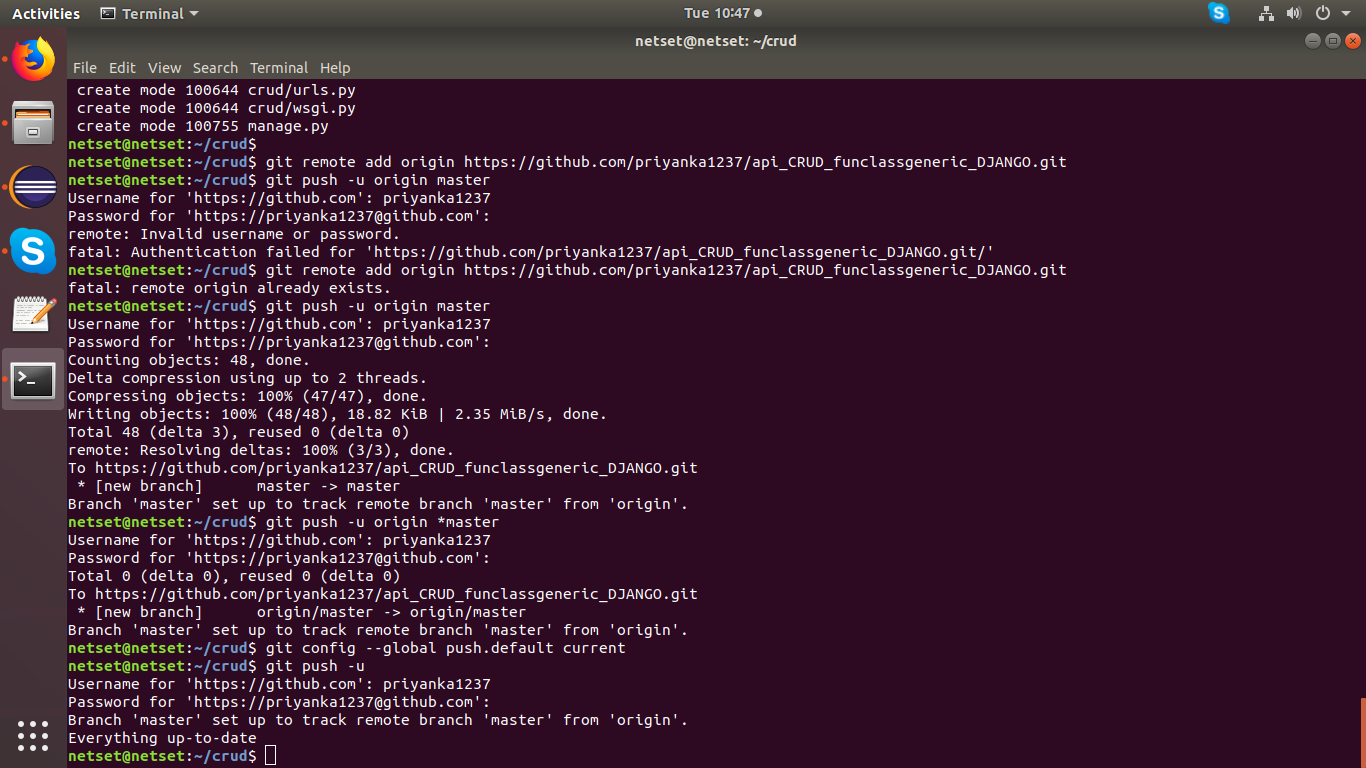 Activities Terminal Tue 10:47
netset@netset: ~/crud
File Edit View Search Terminal Help
create mode 100644 crud/urls.py
create mode 100644 crud/wsgi.py
create mode 100755 manage.py
netset@netset:~/crud$
netset@netset:~/crud$ git remote add origin https://github.com/priyanka1237/api_CRUD_funclassgeneric_DJANGO.git
netset@netset:~/crud$ git push -u origin master
Username for 'https://github.com': priyanka1237
Password for 'https://priyanka1237@github.com':
remote: Invalid username or password.
fatal: Authentication failed for 'https://github.com/priyanka1237/api_CRUD_funclassgeneric_DJANGO.git/'
netset@netset:~/crud$ git remote add origin https://github.com/priyanka1237/api_CRUD_funclassgeneric_DJANGO.git
fatal: remote origin already exists.
netset@netset:~/crud$ git push -u origin master
Username for 'https://github.com': priyanka1237
Password for 'https://priyanka1237@github.com':
Counting objects: 48, done.
Delta compression using up to 2 threads.
Compressing objects: 100% (47/47), done.
Writing objects: 100% (48/48), 18.82 KiB | 2.35 MiB/s, done.
Total 48 (delta 3), reused 0 (delta 0)
remote: Resolving deltas: 100% (3/3), done.
To https://github.com/priyanka1237/api_CRUD_funclassgeneric_DJANGO.git
* [new branch]      master -> master
Branch 'master' set up to track remote branch 'master' from 'origin'.
netset@netset:~/crud$ git push -u origin *master
Username for 'https://github.com': priyanka1237
Password for 'https://priyanka1237@github.com':
Total 0 (delta 0), reused 0 (delta 0)
To https://github.com/priyanka1237/api_CRUD_funclassgeneric_DJANGO.git
* [new branch]      origin/master -> origin/master
Branch 'master' set up to track remote branch 'master' from 'origin'.
netset@netset:~/crud$ git config --global push.default current
netset@netset:~/crud$ git push -u
Username for 'https://github.com': priyanka1237
Password for 'https://priyanka1237@github.com':
Branch 'master' set up to track remote branch 'master' from 'origin'.
Everything up-to-date
netset@netset:~/crud$